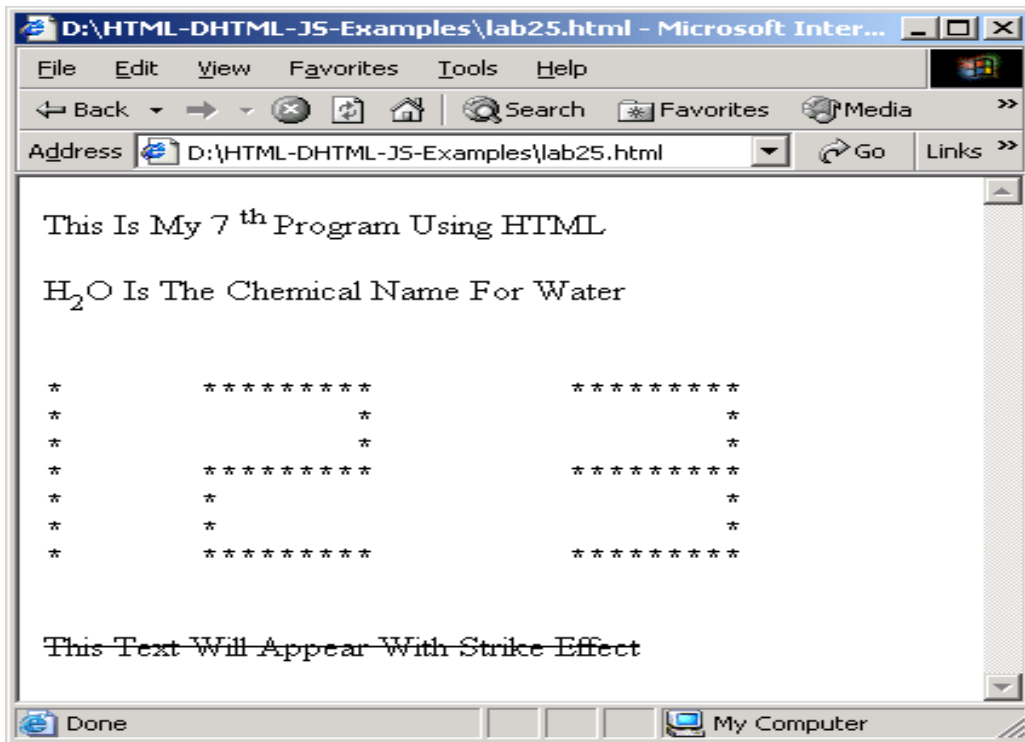 D:\HTML-DHTML-JS-Examples\lab25.html - Microsoft Inter...
File Edit View Favorites Tools Help
Back Search Favorites Media »
Address D:\HTML-DHTML-JS-Examples\lab25.html Go Links »
This Is My 7 th Program Using HTML
H2O Is The Chemical Name For Water
*         *********            *********
*                 *                    *
*                 *                    *
*         *********            *********
*         *                            *
*         *                            *
*         *********            *********
This Text Will Appear With Strike Effect
Done My Computer